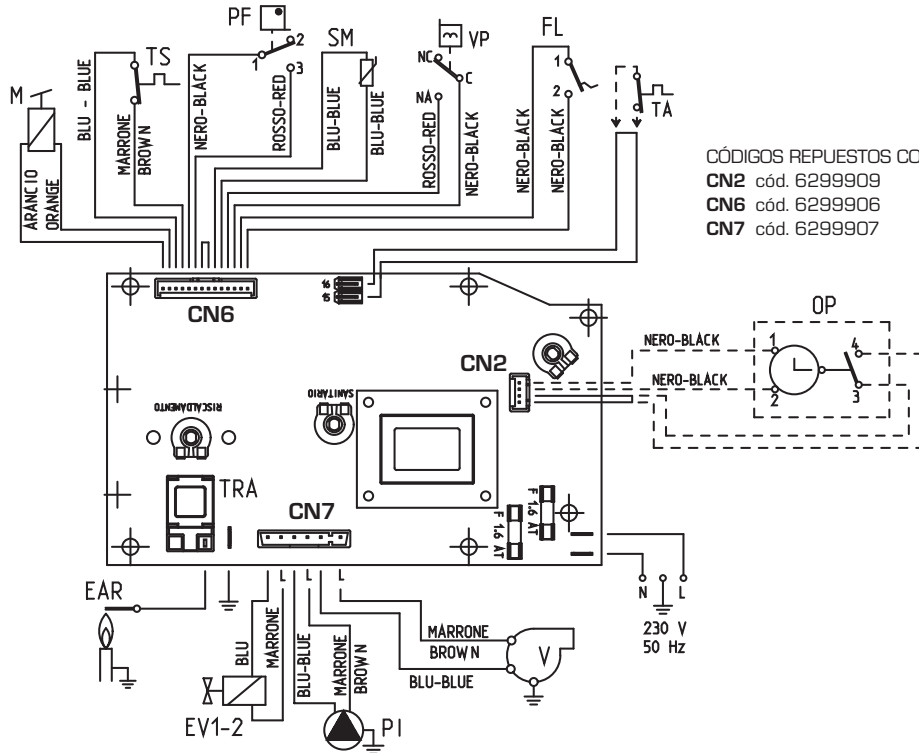 PF
2
1
3
SM
VP
NC
C
NA
FL
1
2
TS
M
TA
BLU - BLUE
MARRONE
BROWN
NERO-BLACK
ROSSO-RED
BLU-BLUE
BLU-BLUE
ROSSO-RED
NERO-BLACK
NERO-BLACK
NERO-BLACK
ARANCIO
ORANGE
CÓDIGOS REPUESTOS CO
CN2 cód. 6299909
CN6 cód. 6299906
CN7 cód. 6299907
CN6
CN2
OP
NERO-BLACK
NERO-BLACK
1
2
4
3
RISCALDAMENTO
SANITARIO
TRA
CN7
F 1.6 AT
F 1.6 AT
N
L
230 V
50 Hz
EAR
L
L
L
BLU
MARRONE
BLU-BLUE
MARRONE
BROWN
MARRONE
BROWN
BLU-BLUE
V
EV1-2
PI